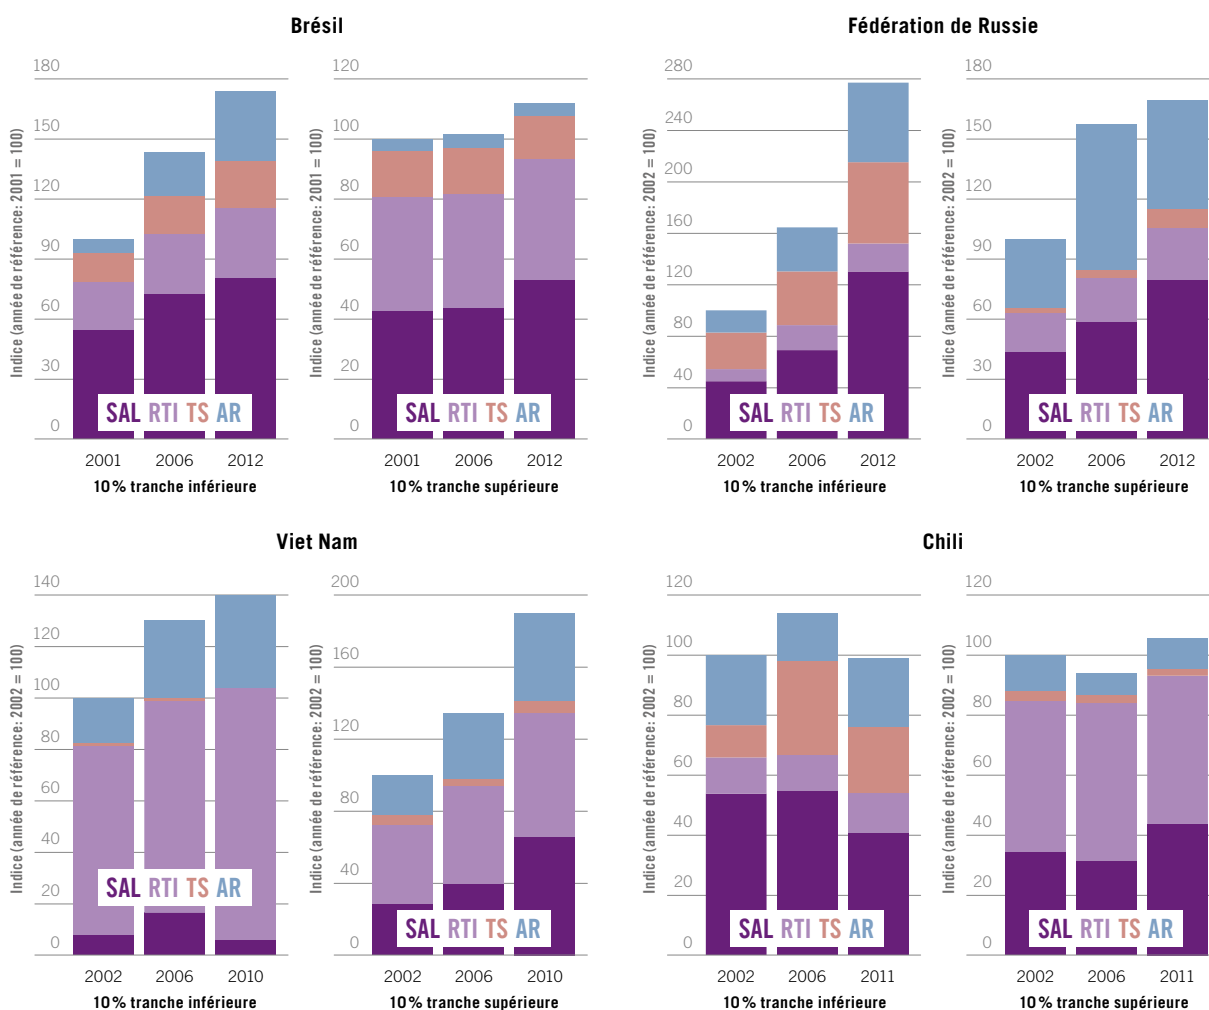 Brésil
Indice (année de référence: 2001 = 100)
180
150
120
90
60
30
0
SAL RTI TS AR
2001 2006 2012
10 % tranche inférieure
Indice (année de référence: 2001 = 100)
120
100
80
60
40
20
0
SAL RTI TS AR
2001 2006 2012
10 % tranche supérieure
Fédération de Russie
Indice (année de référence: 2002 = 100)
280
240
200
160
120
80
40
0
SAL RTI TS AR
2002 2006 2012
10 % tranche inférieure
Indice (année de référence: 2002 = 100)
180
150
120
90
60
30
0
SAL RTI TS AR
2002 2006 2012
10 % tranche supérieure
Viet Nam
Indice (année de référence: 2002 = 100)
140
120
100
80
60
40
20
0
SAL RTI TS AR
2002 2006 2010
10 % tranche inférieure
Indice (année de référence: 2002 = 100)
200
160
120
80
40
0
SAL RTI TS AR
2002 2006 2010
10 % tranche supérieure
Chili
Indice (année de référence: 2002 = 100)
120
100
80
60
40
20
0
SAL RTI TS AR
2002 2006 2011
10 % tranche inférieure
Indice (année de référence: 2002 = 100)
120
100
80
60
40
20
0
SAL RTI TS AR
2002 2006 2011
10 % tranche supérieure